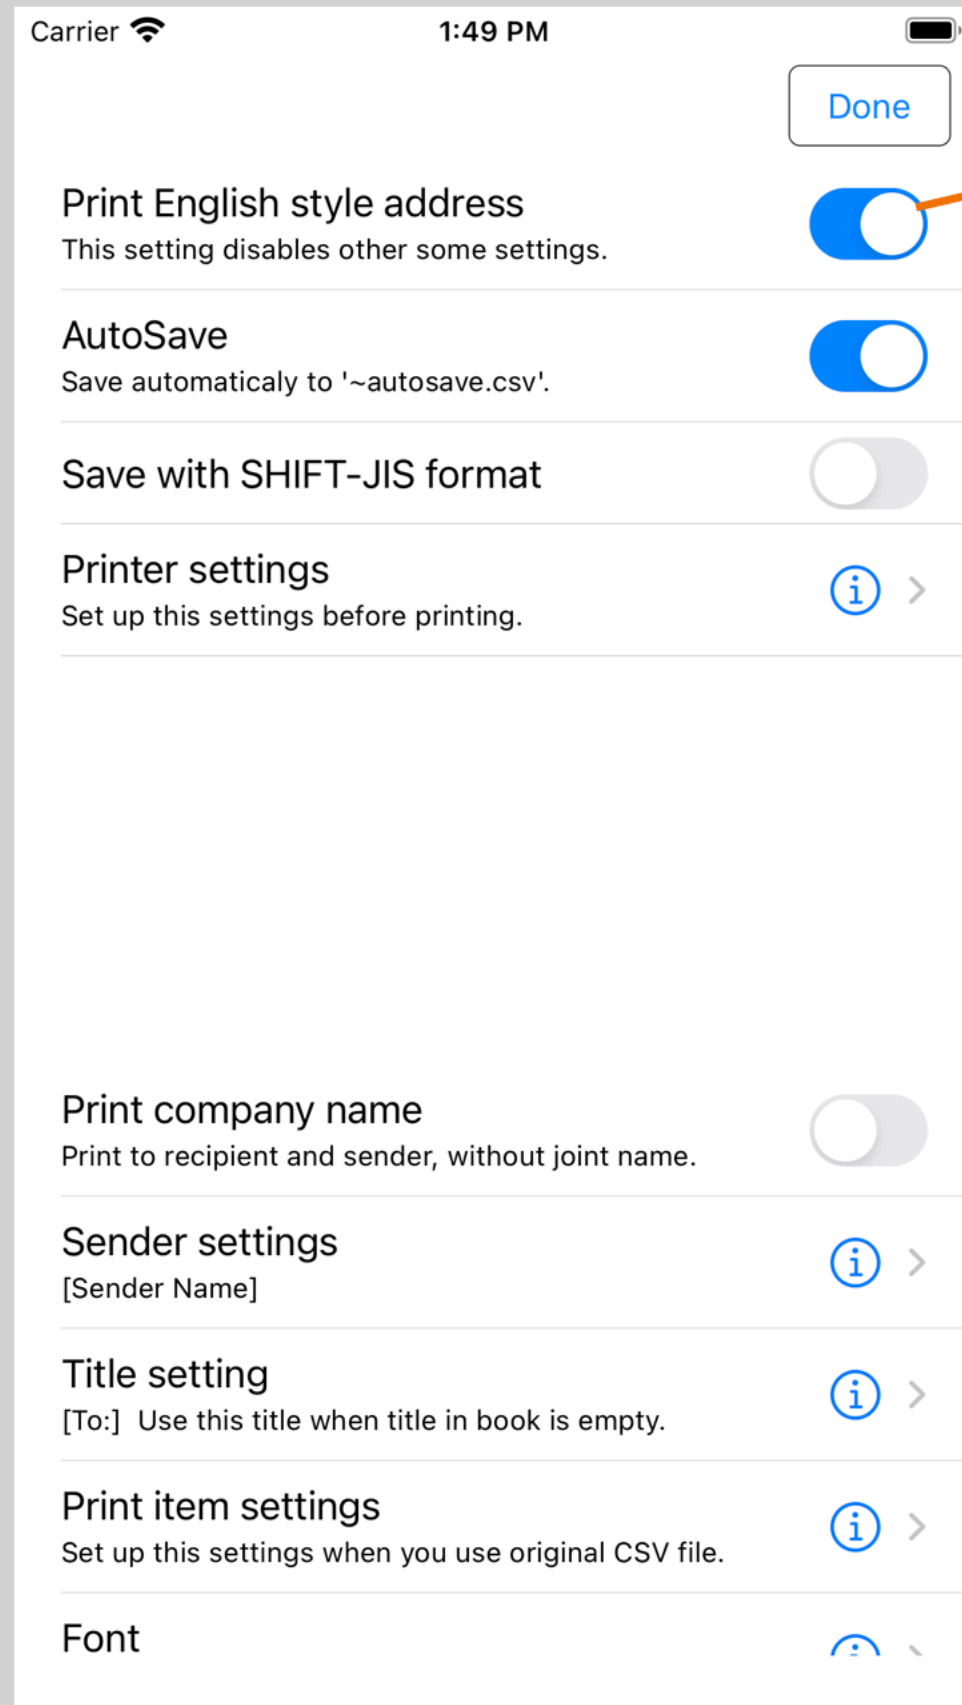 Carrier 1:49 PM
Done
Print English style address
This setting disables other some settings.
AutoSave
Save automaticaly to '~autosave.csv'.
Save with SHIFT-JIS format
Printer settings
Set up this settings before printing.
Print company name
Print to recipient and sender, without joint name.
Sender settings
[Sender Name]
Title setting
[To:] Use this title when title in book is empty.
Print item settings
Set up this settings when you use original CSV file.
Font